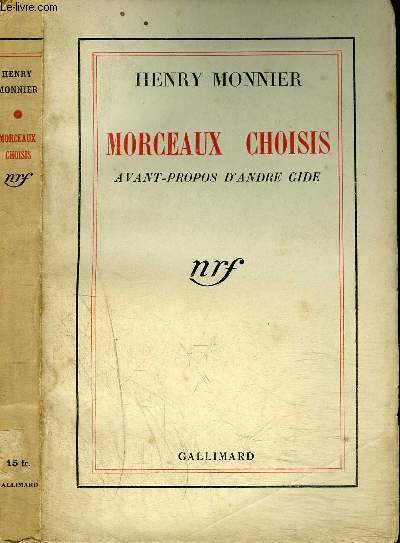 le-livre.com
HENRY
MONNIER
MORCEAUX
CHOISIS
nrf
15 fr.
GALLIMARD
HENRY MONNIER
MORCEAUX CHOISIS
AVANT-PROPOS D'ANDRE GIDE
nrf
GALLIMARD